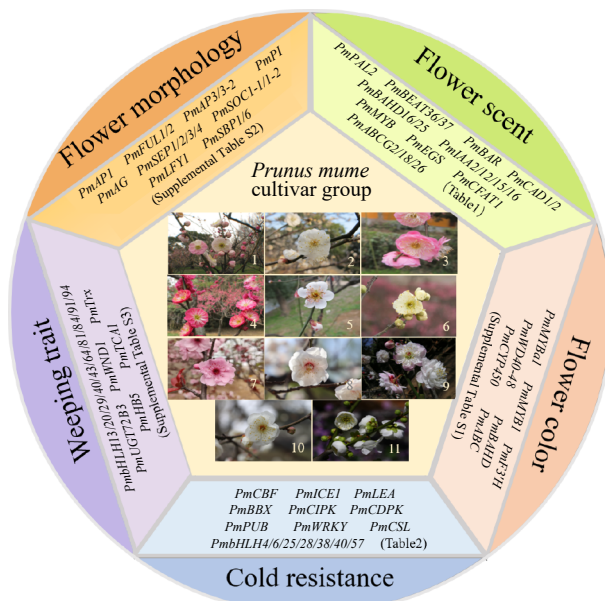 Flower morphology
PmAP1 PmFUL1/2 PmAP3/3-2 PmP1
PmAG PmSEP1/2/3/4 PmSOC1-1/1-2
PmLFY1 PmSBP1/6
(Supplemental Table S2)
Flower scent
PmPAL2 PmBEAT36/37 PmBAR PmCAD1/2
PmBAHD16/25 PmIAA2/12/15/16
PmMYB PmEGS PmCFAT1
PmABCG2/18/26 (Table1)
Prunus mume
cultivar group
1
2
3
4
5
6
7
8
9
10
11
Weeping trait
PmbHLH13/20/29/40/43/64/81/84/91/94
PmUGT72B3 PmWND1 PmTrx
PmHB5 PmTCA1
(Supplemental Table S3)
Flower color
PmMYBa1 PmMYB1 PmF3'H
PmWD40-48 PmBAHD
PmCYP450 PmABC
(Supplemental Table S1)
PmCBF PmICE1 PmLEA
PmBBX PmCIPK PmCDPK
PmPUB PmWRKY PmCSL
PmbHLH4/6/25/28/38/40/57 (Table2)
Cold resistance